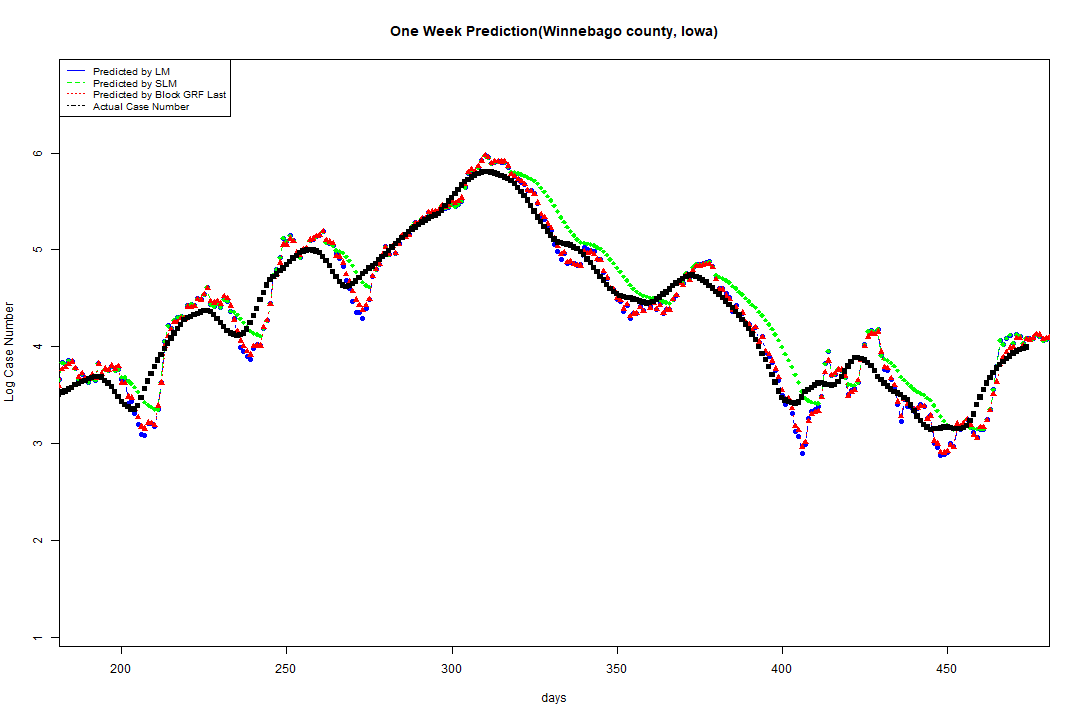 One Week Prediction(Winnebago county, Iowa)
Predicted by LM
Predicted by SLM
Predicted by Block GRF Last
Actual Case Number
6
5
4
3
2
1
Log Case Number
200 250 300 350 400 450
days